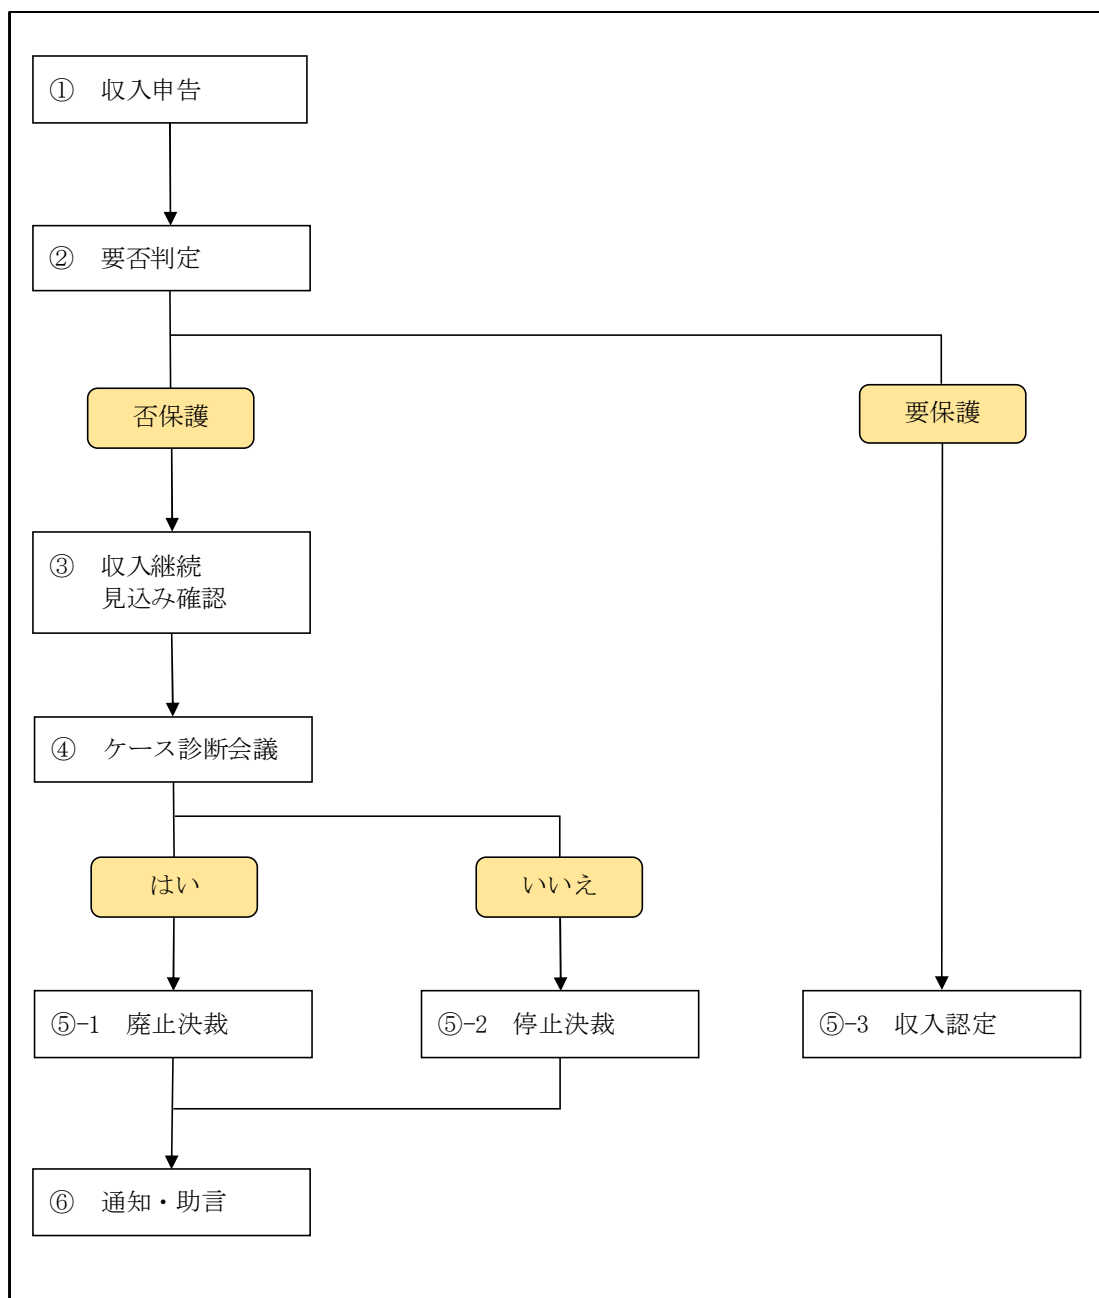 ① 収入申告
② 要否判定
否保護
要保護
③ 収入継続
見込み確認
④ ケース診断会議
はい
いいえ
⑤-1 廃止決裁
⑤-2 停止決裁
⑤-3 収入認定
⑥ 通知・助言